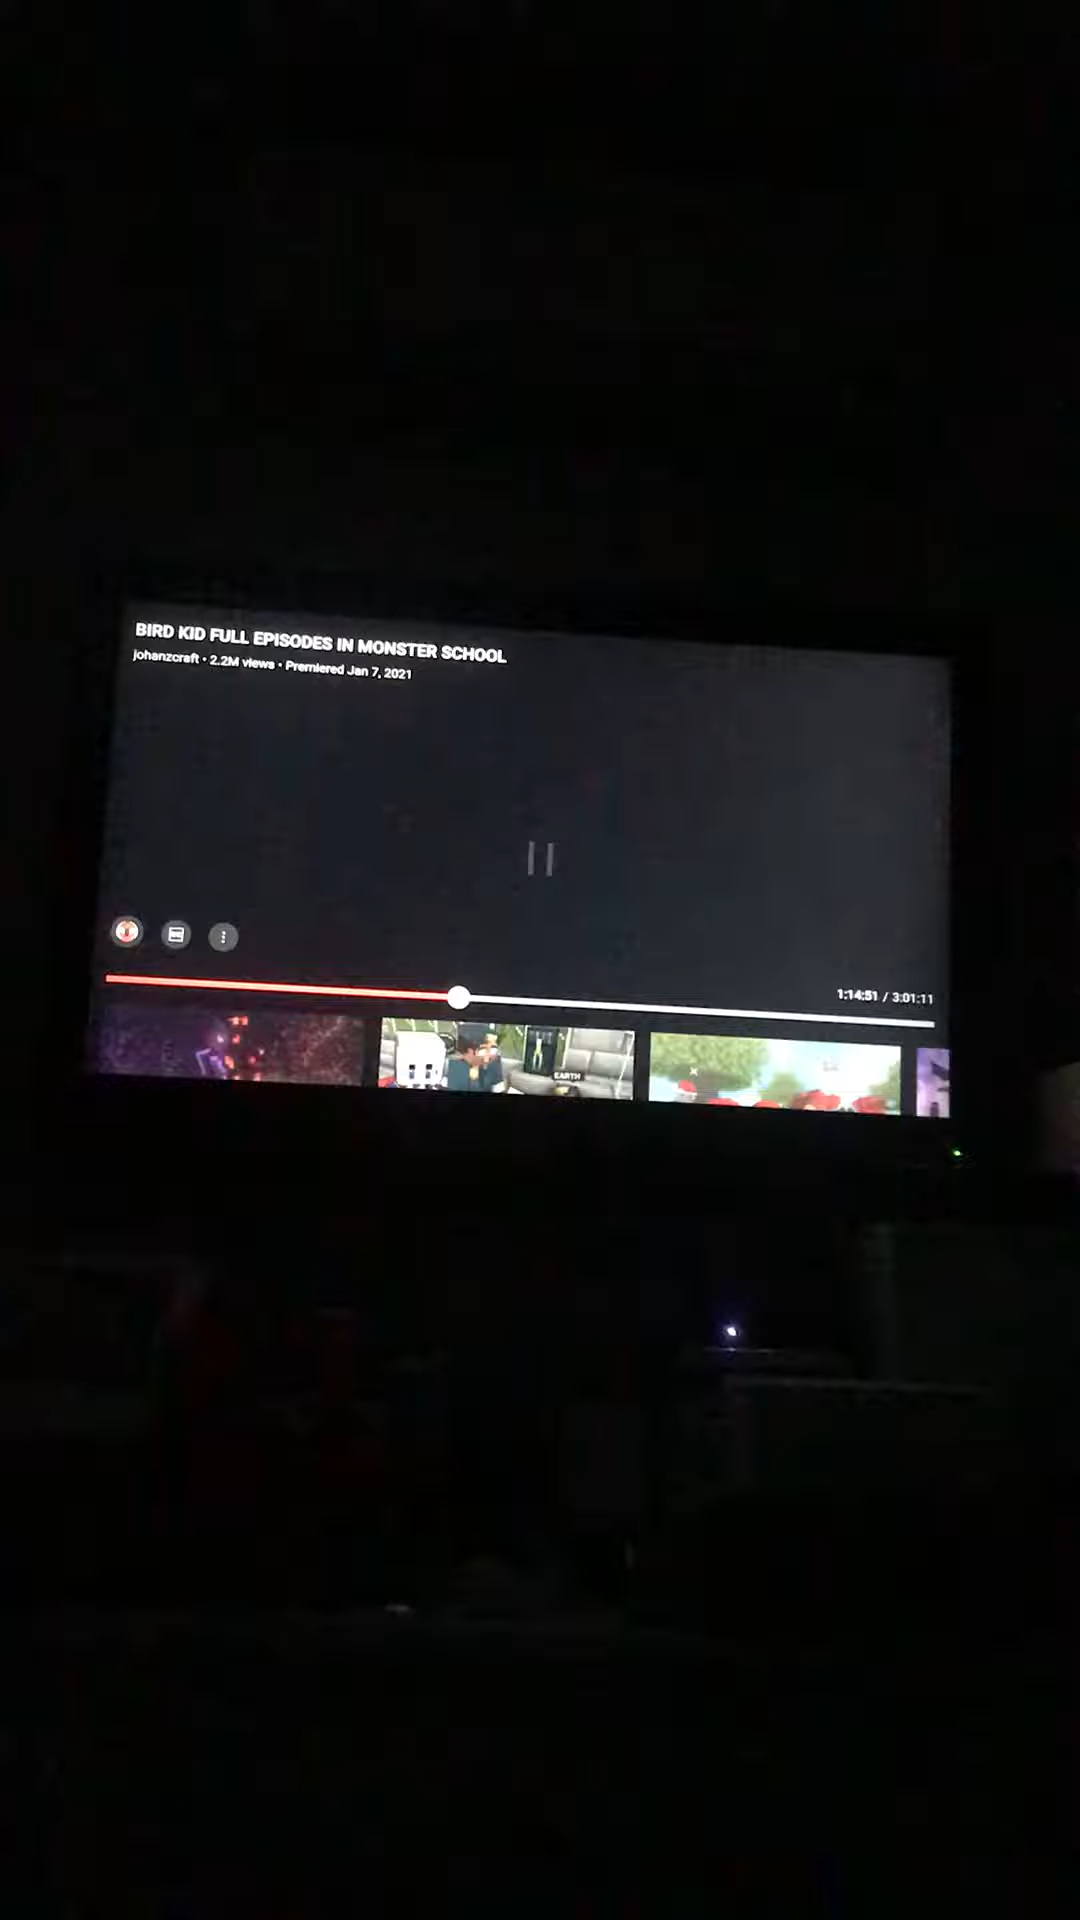 BIRD KID FULL EPISODES IN MONSTER SCHOOL
johanzcraft • 2.2M views • Premiered Jan 7, 2021
1:14:51 / 3:01:11
EARTH